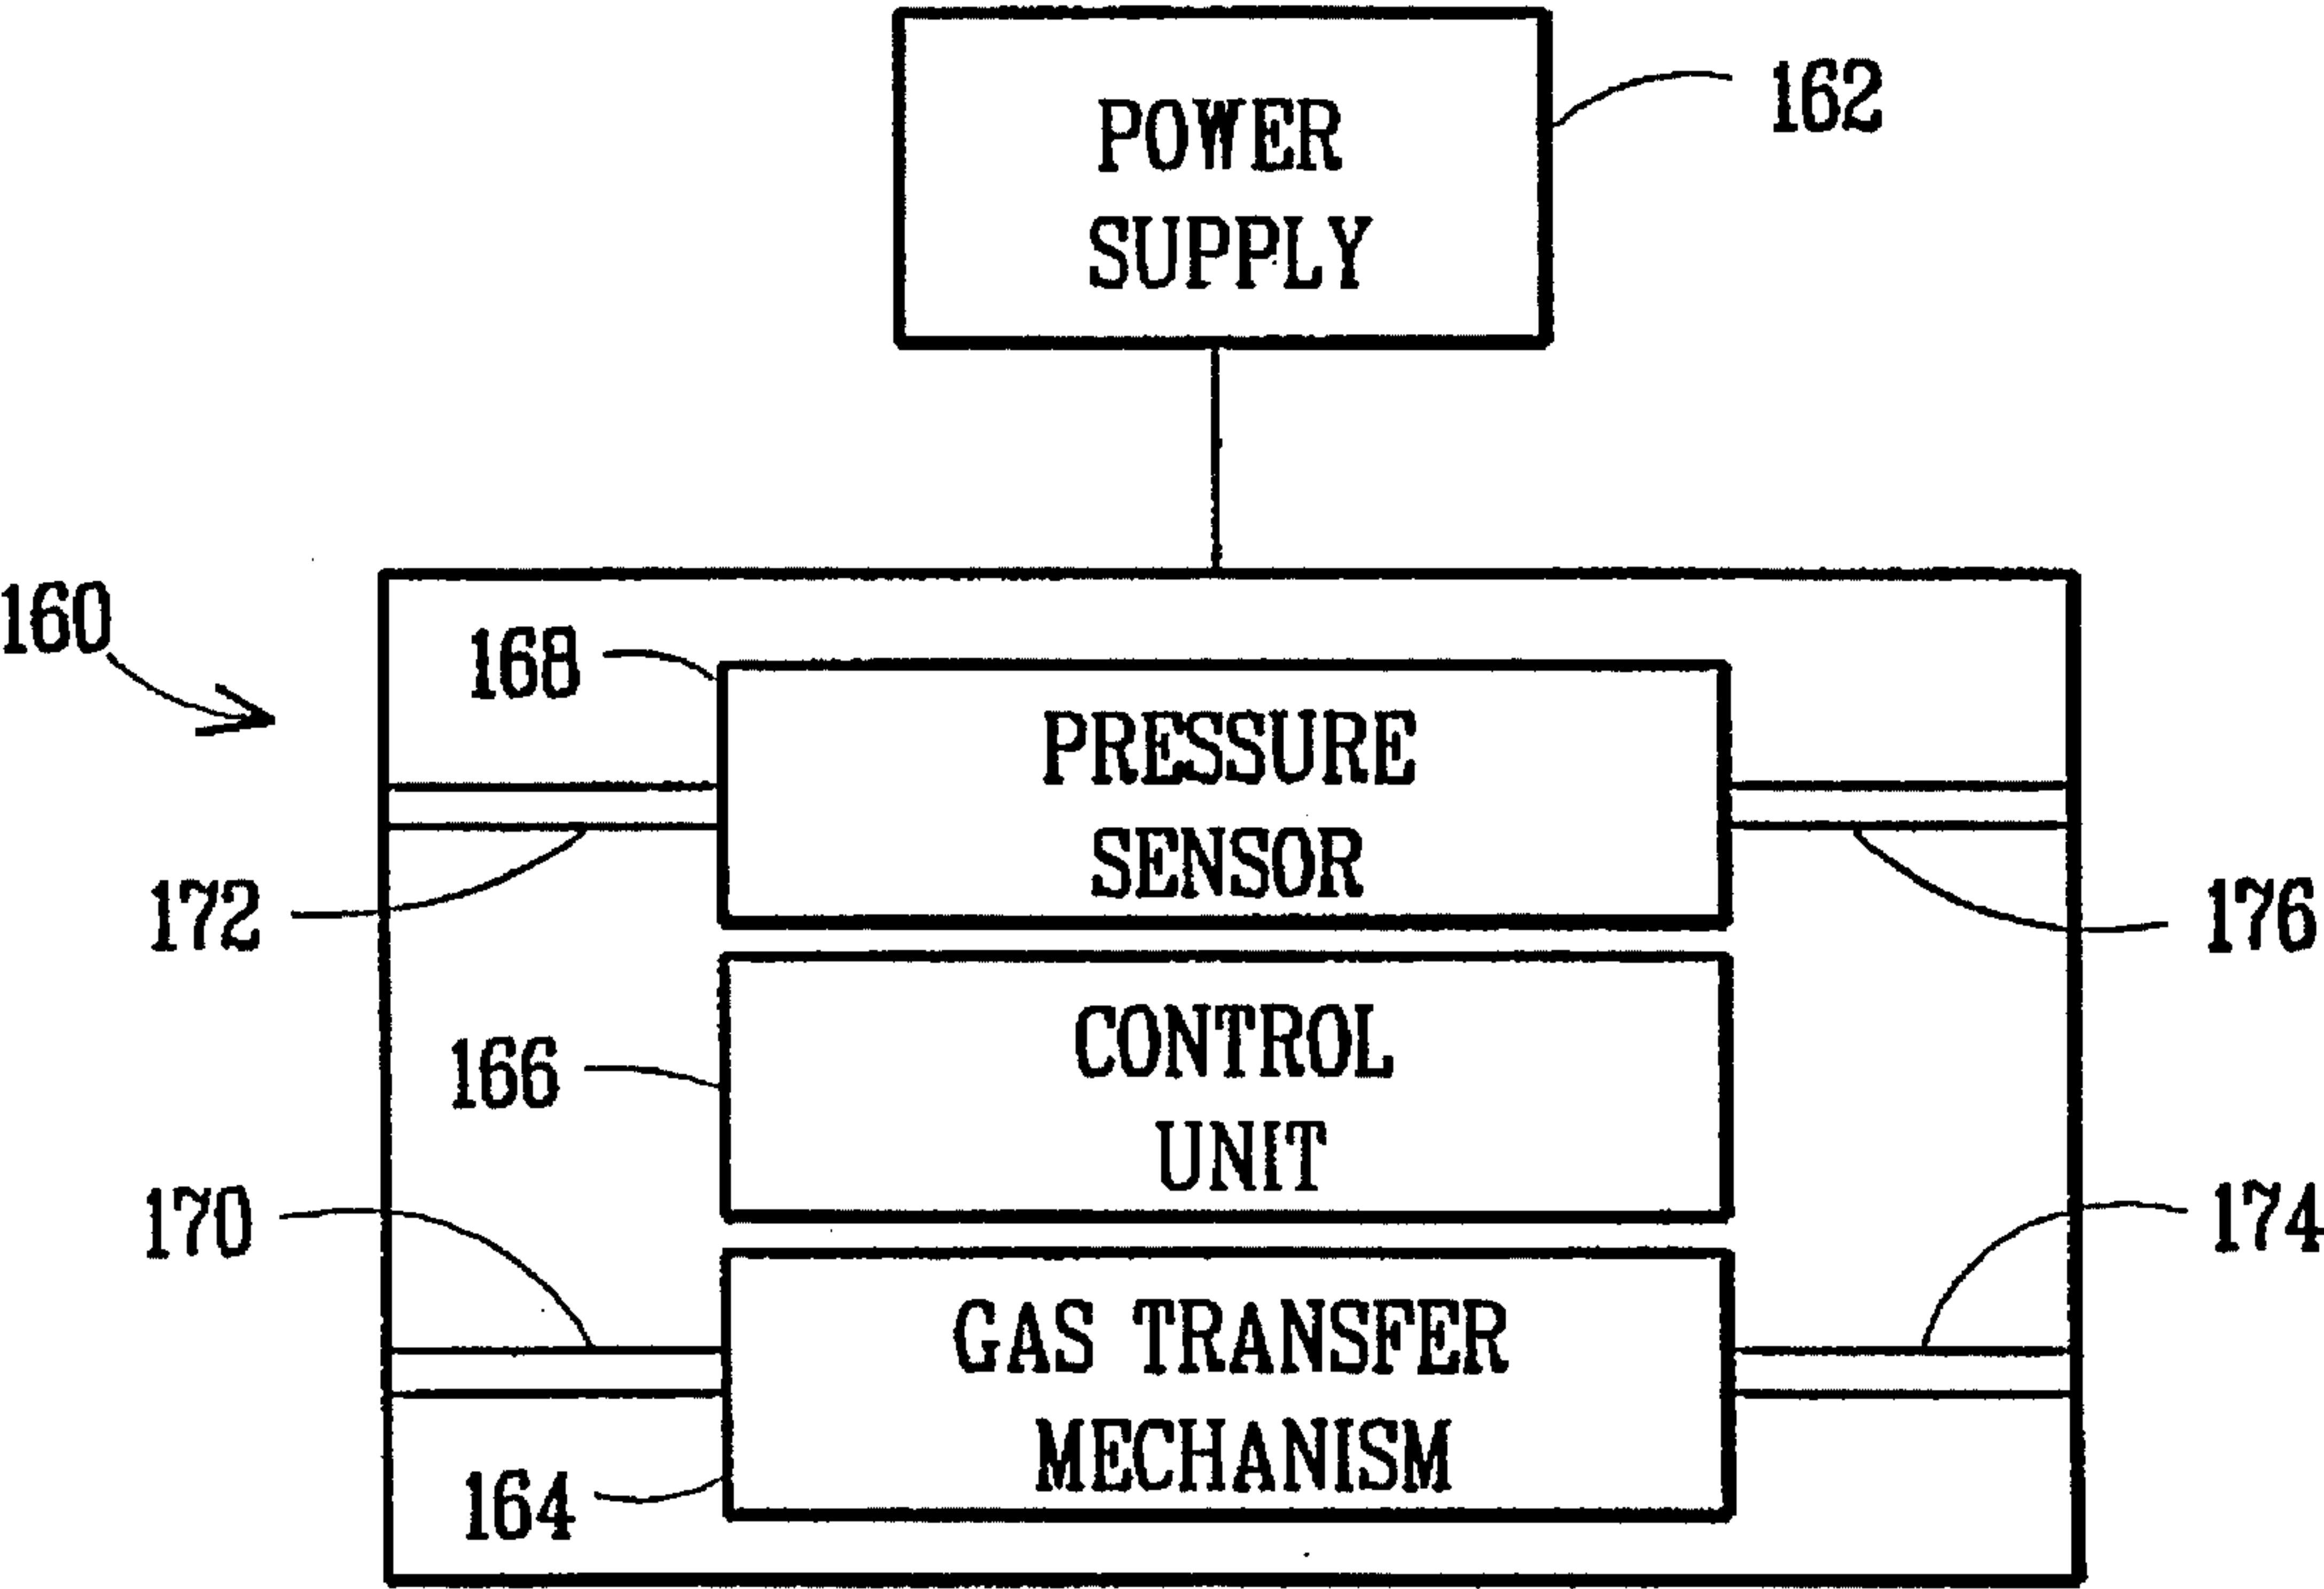 POWER
SUPPLY
162
160
168
PRESSURE
SENSOR
172
176
CONTROL
UNIT
166
170
174
GAS TRANSFER
MECHANISM
164